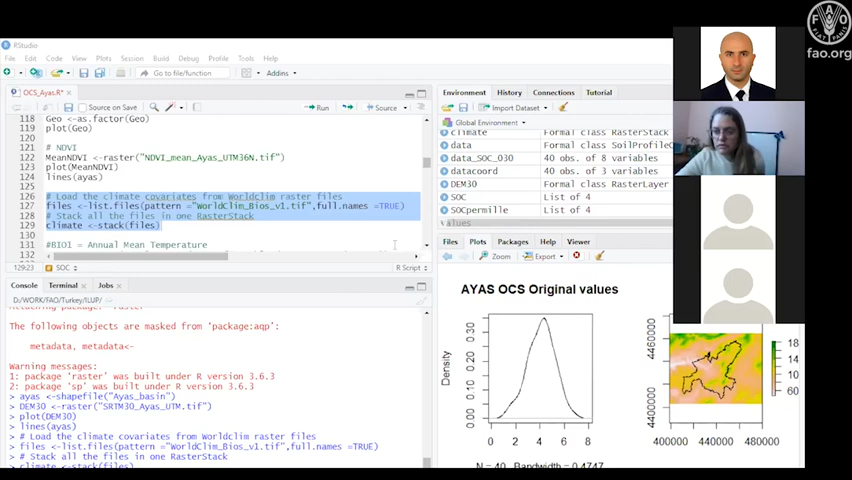 RStudio
File Edit Code View Plots Session Build Debug Profile Tools Help
Go to file/function
Addins
OCS_Ayas.R*
Source on Save
Run
Source
118 Geo <-as.factor(Geo)
119 plot(Geo)
120
121 # NDVI
122 MeanNDVI <-raster("NDVI_mean_Ayas_UTM36N.tif")
123 plot(MeanNDVI)
124 lines(ayas)
125
126 # Load the climate covariates from Worldclim raster files
127 files <-list.files(pattern ="WorldClim_Bios_v1.tif",full.names =TRUE)
128 # Stack all the files in one RasterStack
129 climate <-stack(files)
130
131 #BIO1 = Annual Mean Temperature
132
129:23 SOC R Script
Console Terminal Jobs
D:/WORK/FAO/Turkey/ILUP/
The following objects are masked from 'package:aqp':
metadata, metadata<-
Warning messages:
1: package 'raster' was built under R version 3.6.3
2: package 'sp' was built under R version 3.6.3
> ayas <-shapefile("Ayas_basin")
> DEM30 <-raster("SRTM30_Ayas_UTM.tif")
> plot(DEM30)
> lines(ayas)
> # Load the climate covariates from Worldclim raster files
> files <-list.files(pattern ="WorldClim_Bios_v1.tif",full.names =TRUE)
> # Stack all the files in one RasterStack
> climate <-stack(files)
Environment History Connections Tutorial
Import Dataset
Global Environment
climate Formal class RasterStack
data Formal class SoilProfileC
data_SOC_030 40 obs. of 8 variables
datacoord 40 obs. of 3 variables
DEM30 Formal class RasterLayer
SOC List of 4
SOCpermille List of 4
Values
Files Plots Packages Help Viewer
Zoom Export
AYAS OCS Original values
Density
0.00 0.10 0.20 0.30
0 2 4 6 8
N = 40 Bandwidth = 0.4747
4400000 4460000
400000 440000 480000
18
60
FAO
FIAT PANIS
fao.org